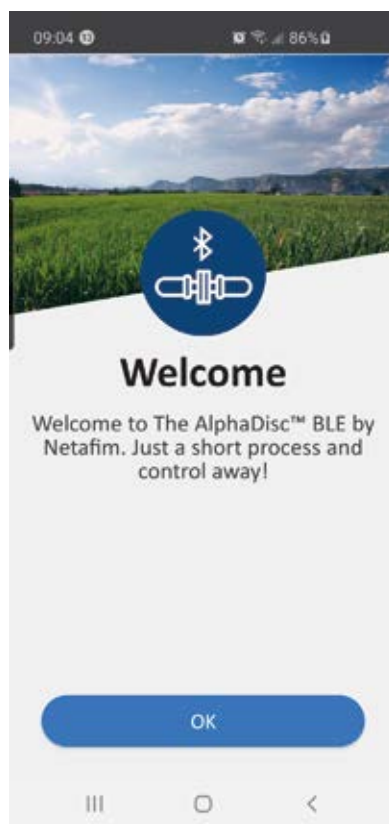 09:04
86%
Welcome
Welcome to The AlphaDisc™ BLE by
Netafim. Just a short process and
control away!
OK